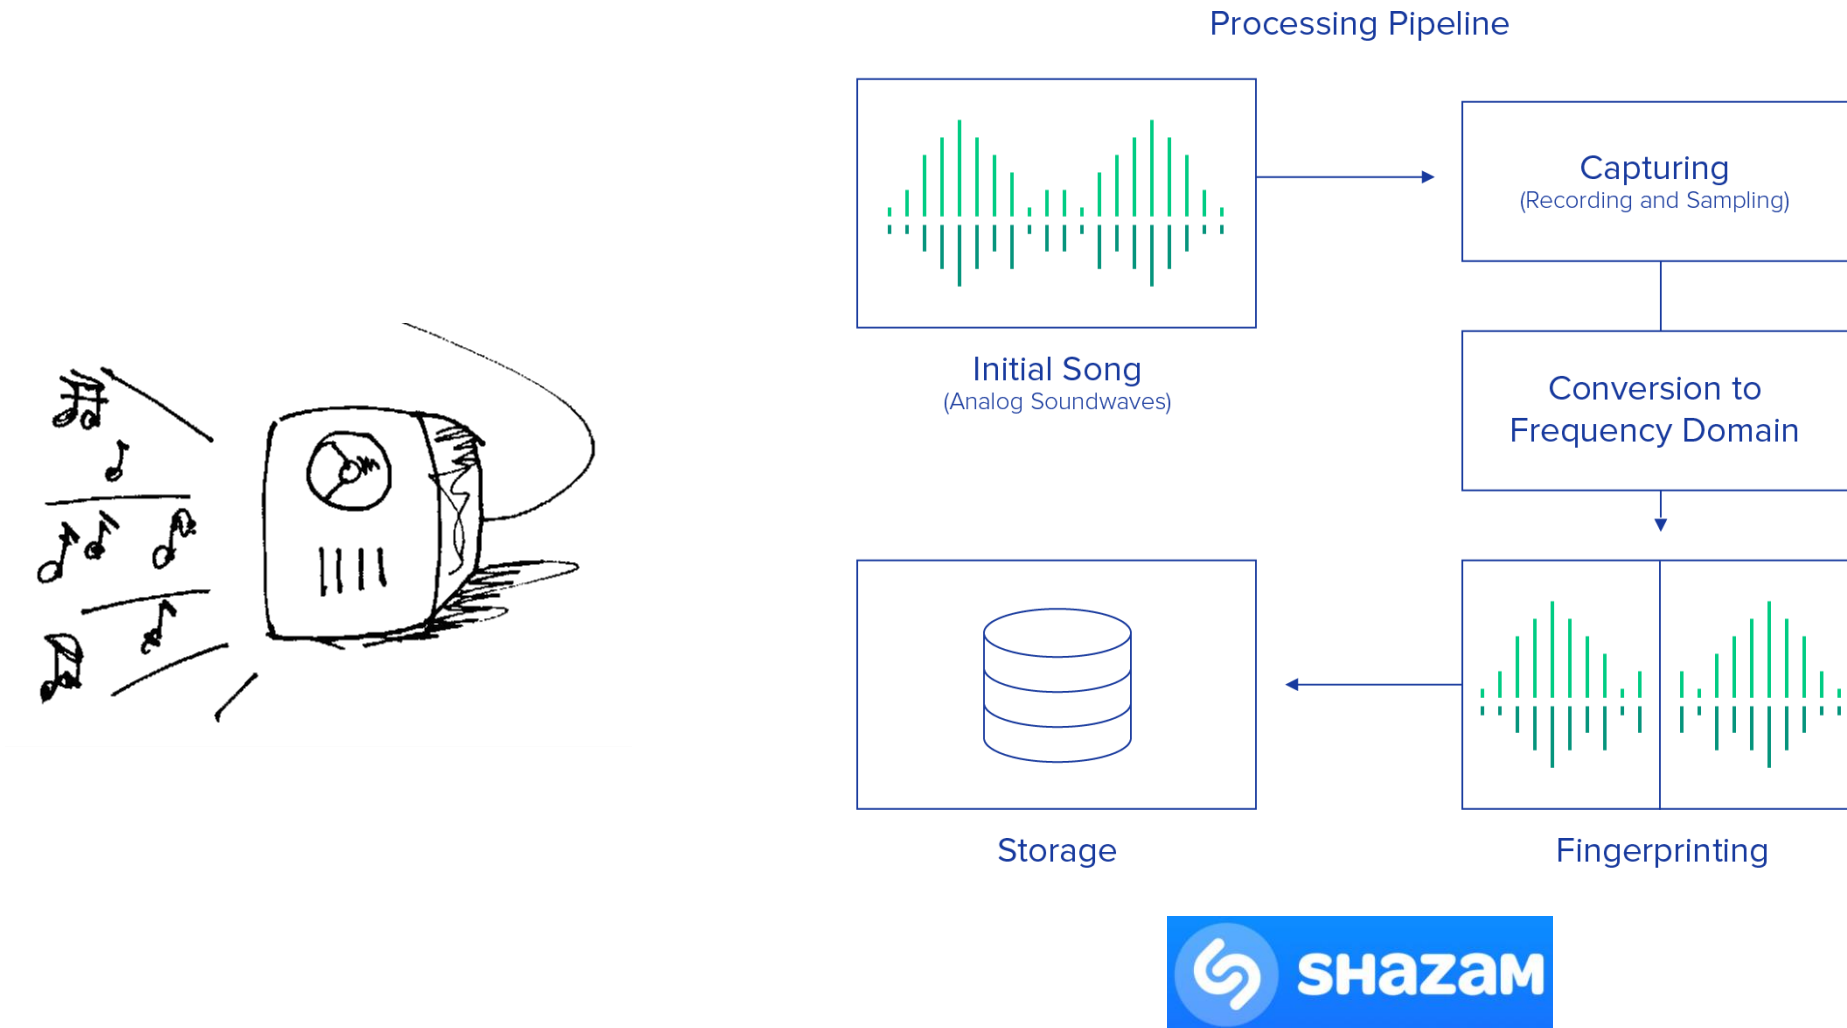 Processing Pipeline
Initial Song
(Analog Soundwaves)
Capturing
(Recording and Sampling)
Conversion to
Frequency Domain
Storage
Fingerprinting
SHAZAM